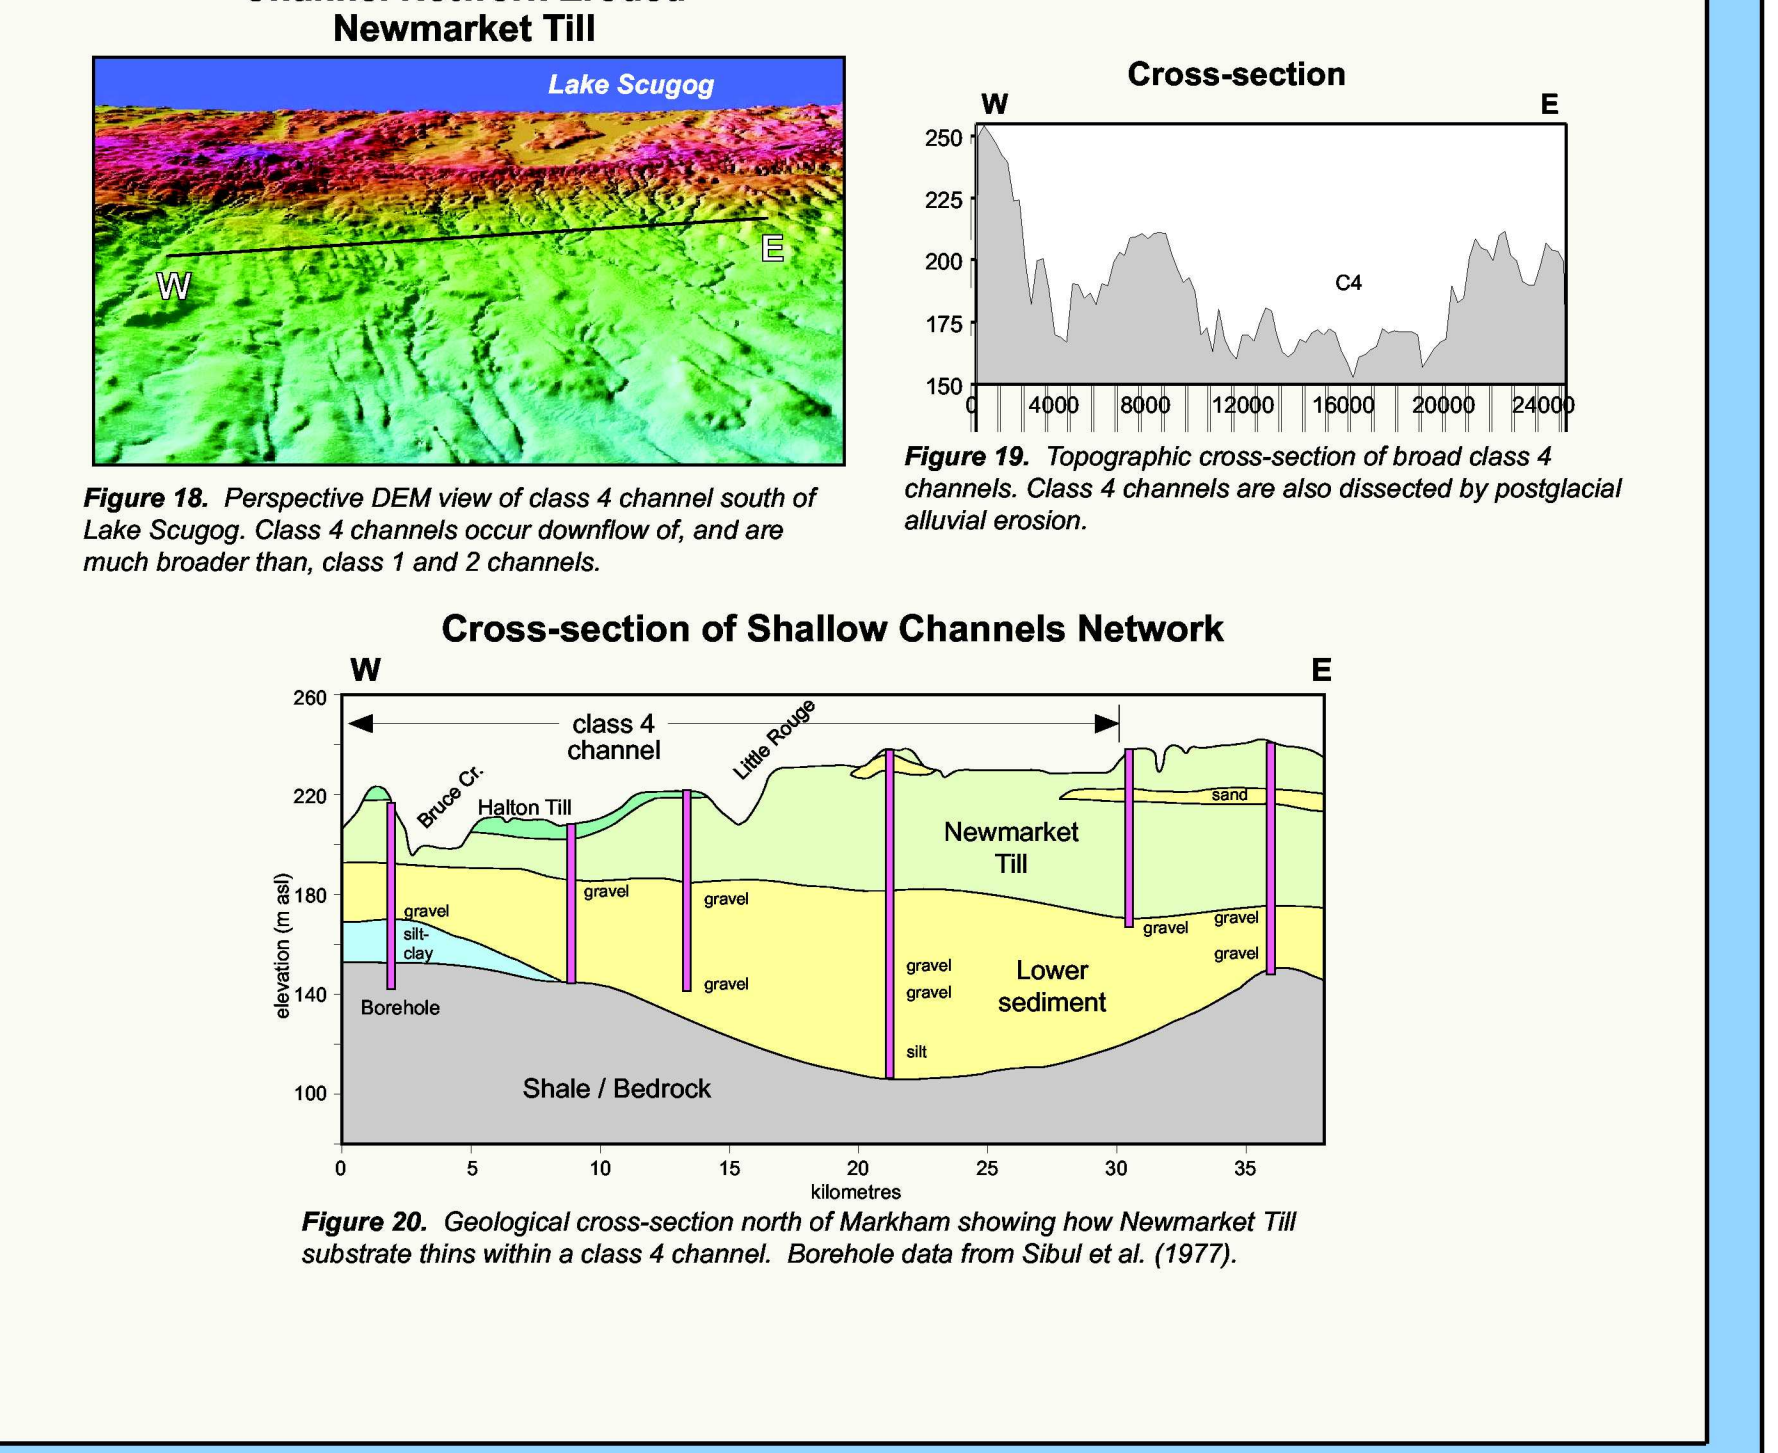 Newmarket Till
Lake Scugog
W
E
Figure 18. Perspective DEM view of class 4 channel south of
Lake Scugog. Class 4 channels occur downflow of, and are
much broader than, class 1 and 2 channels.
Cross-section
W
E
250
225
200
175
150
C4
0 4000 8000 12000 16000 20000 24000
Figure 19. Topographic cross-section of broad class 4
channels. Class 4 channels are also dissected by postglacial
alluvial erosion.
Cross-section of Shallow Channels Network
W
E
260
220
180
140
100
elevation (m asl)
class 4
channel
Bruce Cr.
Halton Till
Little Rouge
Newmarket
Till
sand
gravel
silt-
clay
Borehole
gravel
gravel
gravel
gravel
gravel
silt
Lower
sediment
gravel
gravel
gravel
Shale / Bedrock
0 5 10 15 20 25 30 35
kilometres
Figure 20. Geological cross-section north of Markham showing how Newmarket Till
substrate thins within a class 4 channel. Borehole data from Sibul et al. (1977).